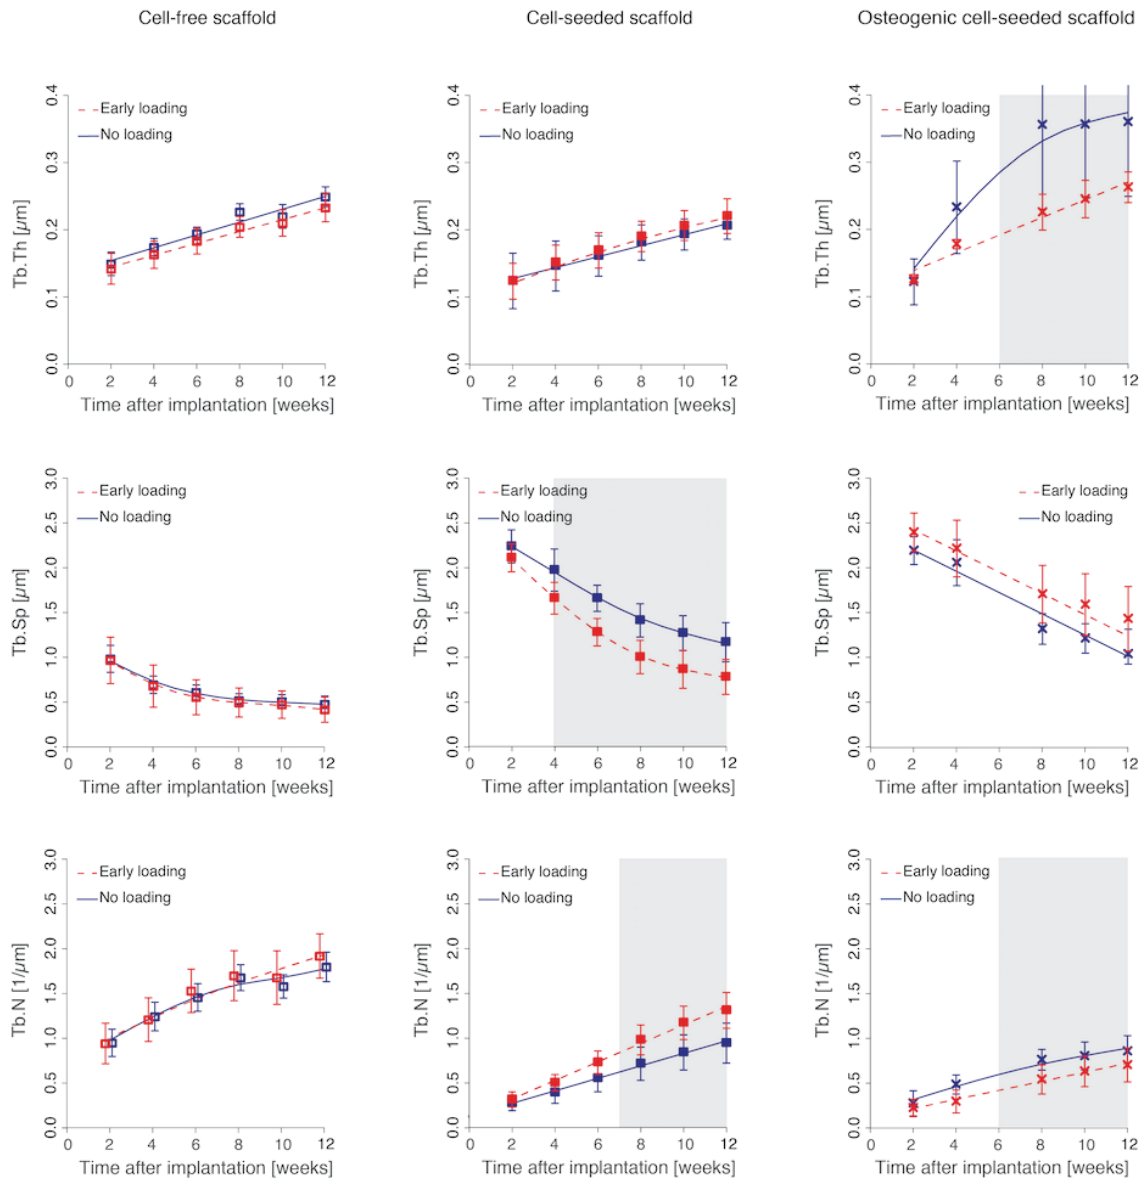 Cell-free scaffold
Cell-seeded scaffold
Osteogenic cell-seeded scaffold
Tb.Th [μm]
0.4
0.3
0.2
0.1
0.0
Early loading
No loading
0 2 4 6 8 10 12
Time after implantation [weeks]
Tb.Th [μm]
0.4
0.3
0.2
0.1
0.0
Early loading
No loading
0 2 4 6 8 10 12
Time after implantation [weeks]
Tb.Th [μm]
0.4
0.3
0.2
0.1
0.0
Early loading
No loading
0 2 4 6 8 10 12
Time after implantation [weeks]
Tb.Sp [μm]
3.0
2.5
2.0
1.5
1.0
0.5
0.0
Early loading
No loading
0 2 4 6 8 10 12
Time after implantation [weeks]
Tb.Sp [μm]
3.0
2.5
2.0
1.5
1.0
0.5
0.0
Early loading
No loading
0 2 4 6 8 10 12
Time after implantation [weeks]
Tb.Sp [μm]
3.0
2.5
2.0
1.5
1.0
0.5
0.0
Early loading
No loading
0 2 4 6 8 10 12
Time after implantation [weeks]
Tb.N [1/μm]
3.0
2.5
2.0
1.5
1.0
0.5
0.0
Early loading
No loading
0 2 4 6 8 10 12
Time after implantation [weeks]
Tb.N [1/μm]
3.0
2.5
2.0
1.5
1.0
0.5
0.0
Early loading
No loading
0 2 4 6 8 10 12
Time after implantation [weeks]
Tb.N [1/μm]
3.0
2.5
2.0
1.5
1.0
0.5
0.0
Early loading
No loading
0 2 4 6 8 10 12
Time after implantation [weeks]